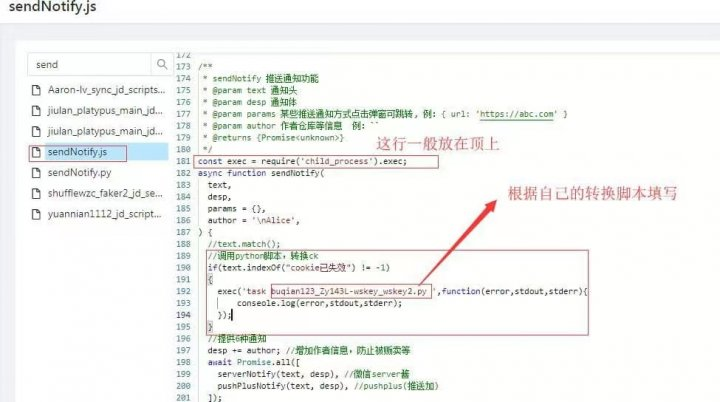 sendNotify.js
send
Aaron-lv_sync_jd_scripts...
jiulan_platypus_main_jd...
jiulan_platypus_main_jd...
sendNotify.js
sendNotify.py
shufflewzc_faker2_jd_se...
yuannian1112_jd_script...
172
173 /**
174 * sendNotify 推送通知功能
175 * @param text 通知头
176 * @param desp 通知体
177 * @param params 某些推送通知方式点击弹窗可跳转, 例: { url: 'https://abc.com' }
178 * @param author 作者仓库等信息 例: ``
179 * @returns {Promise<unknown>}
180 */
这行一般放在顶上
181 const exec = require('child_process').exec;
182 async function sendNotify(
183 text,
184 desp,
185 params = {},
186 author = '\nAlice',
187 ) {
根据自己的转换脚本填写
188 //text.match();
189 //调用python脚本，转换ck
190 if(text.indexOf("cookie已失效") != -1)
191 {
192 exec('task buqian123_Zy143L-wskey_wskey2.py ',function(error,stdout,stderr){
193 conseole.log(error,stdout,stderr);
194 });
195 }
196 //提供6种通知
197 desp += author; //增加作者信息，防止被贩卖等
198 await Promise.all([
199 serverNotify(text, desp), //微信server酱
200 pushPlusNotify(text, desp), //pushplus(推送加)
201 ]);